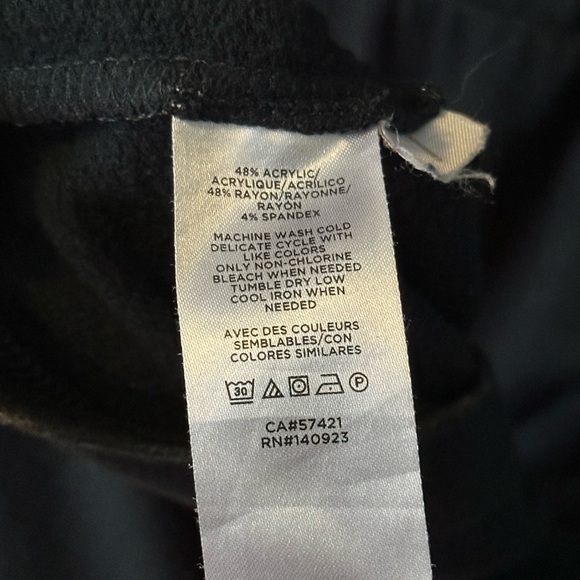 48% ACRYLIC/
ACRYLIQUE/ACRÍLICO
48% RAYON/RAYONNE/
RAYÓN
4% SPANDEX
MACHINE WASH COLD
DELICATE CYCLE WITH
LIKE COLORS
ONLY NON-CHLORINE
BLEACH WHEN NEEDED
TUMBLE DRY LOW
COOL IRON WHEN
NEEDED
AVEC DES COULEURS
SEMBLABLES/CON
COLORES SIMILARES
30 P
CA#57421
RN#140923